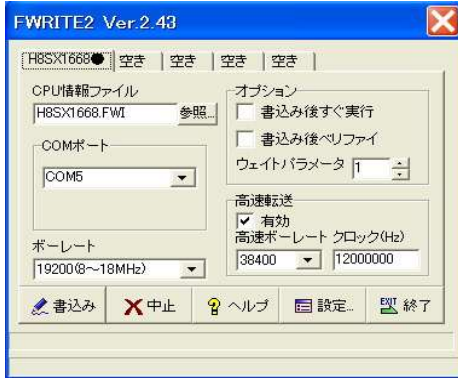 FWRITE2 Ver.2.43
H8SX1668● 空き 空き 空き 空き
CPU情報ファイル
H8SX1668.FWI 参照...
COMポート
COM5
ボーレート
19200(8～18MHz)
オプション
書込み後すぐ実行
書込み後ベリファイ
ウェイトパラメータ 1
高速転送
有効
高速ボーレート クロック(Hz)
38400 12000000
書込み 中止 ヘルプ 設定... EXIT 終了